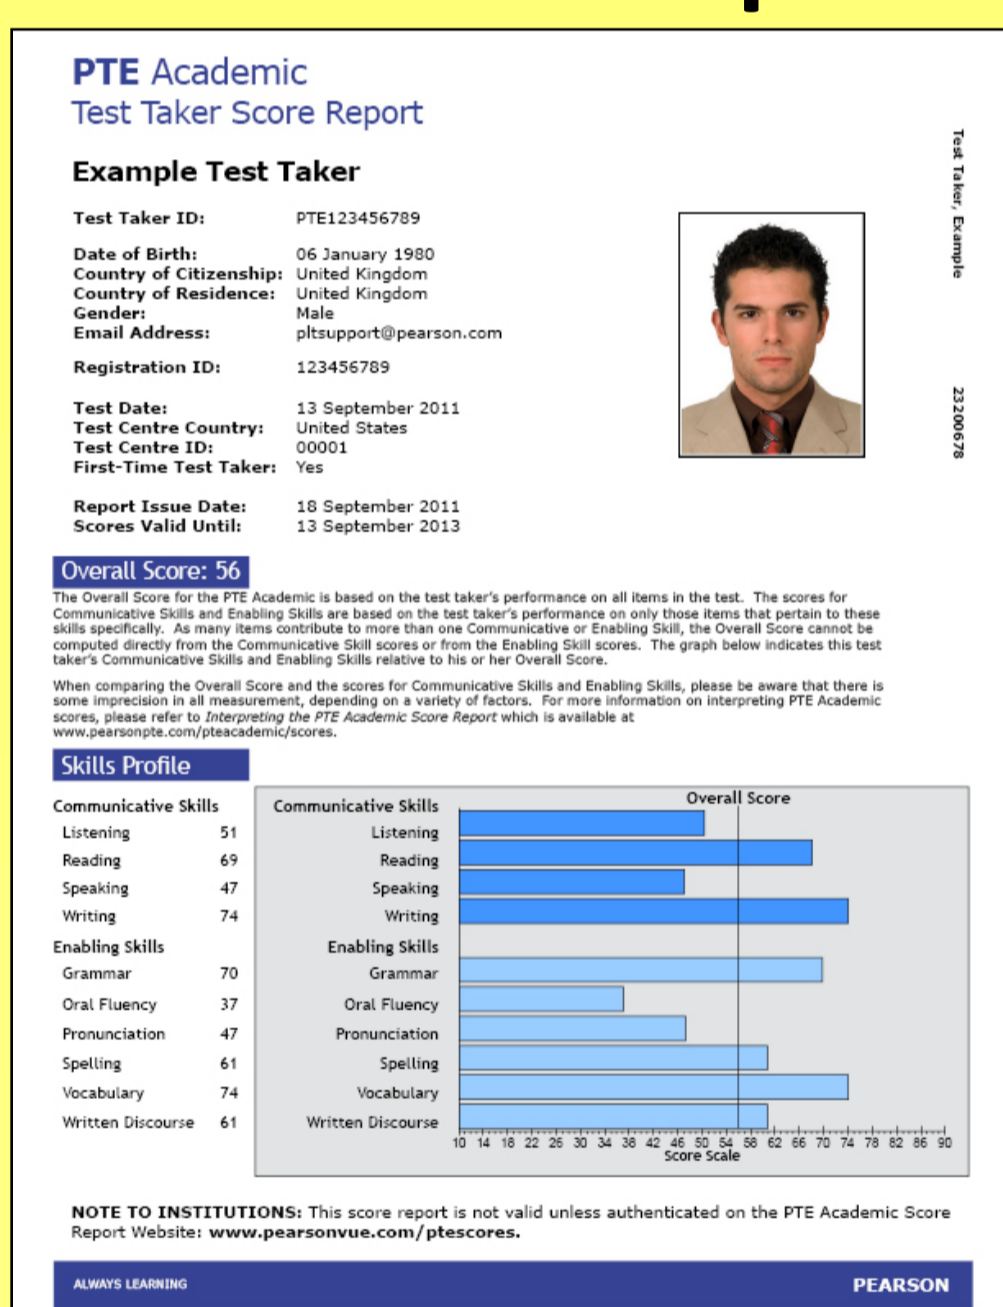 PTE Academic
Test Taker Score Report
Example Test Taker
Test Taker ID: PTE123456789
Date of Birth: 06 January 1980
Country of Citizenship: United Kingdom
Country of Residence: United Kingdom
Gender: Male
Email Address: pltsupport@pearson.com
Registration ID: 123456789
Test Date: 13 September 2011
Test Centre Country: United States
Test Centre ID: 00001
First-Time Test Taker: Yes
Report Issue Date: 18 September 2011
Scores Valid Until: 13 September 2013
Test Taker, Example 23200678
Overall Score: 56
The Overall Score for the PTE Academic is based on the test taker's performance on all items in the test. The scores for
Communicative Skills and Enabling Skills are based on the test taker's performance on only those items that pertain to these
skills specifically. As many items contribute to more than one Communicative or Enabling Skill, the Overall Score cannot be
computed directly from the Communicative Skill scores or from the Enabling Skill scores. The graph below indicates this test
taker's Communicative Skills and Enabling Skills relative to his or her Overall Score.
When comparing the Overall Score and the scores for Communicative Skills and Enabling Skills, please be aware that there is
some imprecision in all measurement, depending on a variety of factors. For more information on interpreting PTE Academic
scores, please refer to Interpreting the PTE Academic Score Report which is available at
www.pearsonpte.com/pteacademic/scores.
Skills Profile
Communicative Skills
Listening 51
Reading 69
Speaking 47
Writing 74
Enabling Skills
Grammar 70
Oral Fluency 37
Pronunciation 47
Spelling 61
Vocabulary 74
Written Discourse 61
Overall Score
Communicative Skills
Listening
Reading
Speaking
Writing
Enabling Skills
Grammar
Oral Fluency
Pronunciation
Spelling
Vocabulary
Written Discourse
10 14 18 22 26 30 34 38 42 46 50 54 58 62 66 70 74 78 82 86 90
Score Scale
NOTE TO INSTITUTIONS: This score report is not valid unless authenticated on the PTE Academic Score
Report Website: www.pearsonvue.com/ptescores.
ALWAYS LEARNING PEARSON